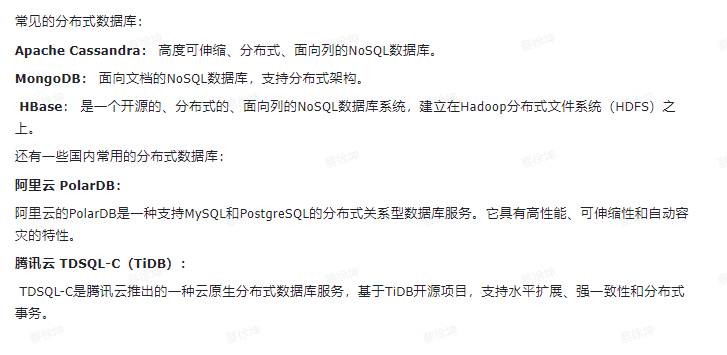 常见的分布式数据库：
Apache Cassandra： 高度可伸缩、分布式、面向列的NoSQL数据库。
MongoDB： 面向文档的NoSQL数据库，支持分布式架构。
HBase： 是一个开源的、分布式的、面向列的NoSQL数据库系统，建立在Hadoop分布式文件系统（HDFS）之
上。
还有一些国内常用的分布式数据库：
阿里云 PolarDB：
阿里云的PolarDB是一种支持MySQL和PostgreSQL的分布式关系型数据库服务。它具有高性能、可伸缩性和自动容
灾的特性。
腾讯云 TDSQL-C（TiDB）：
TDSQL-C是腾讯云推出的一种云原生分布式数据库服务，基于TiDB开源项目，支持水平扩展、强一致性和分布式
事务。
蔡徐坤